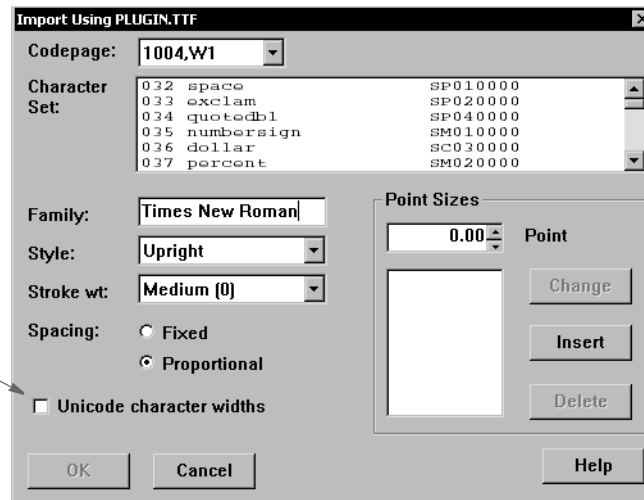 Import Using PLUGIN.TTF
Codepage: 1004,W1
Character Set:
032 space SP010000
033 exclam SP020000
034 quotedbl SP040000
035 numbersign SM010000
036 dollar SC030000
037 percent SM020000
Family: Times New Roman
Style: Upright
Stroke wt: Medium (0)
Spacing: Fixed
Proportional
Unicode character widths
Point Sizes
0.00 Point
Change
Insert
Delete
OK Cancel Help